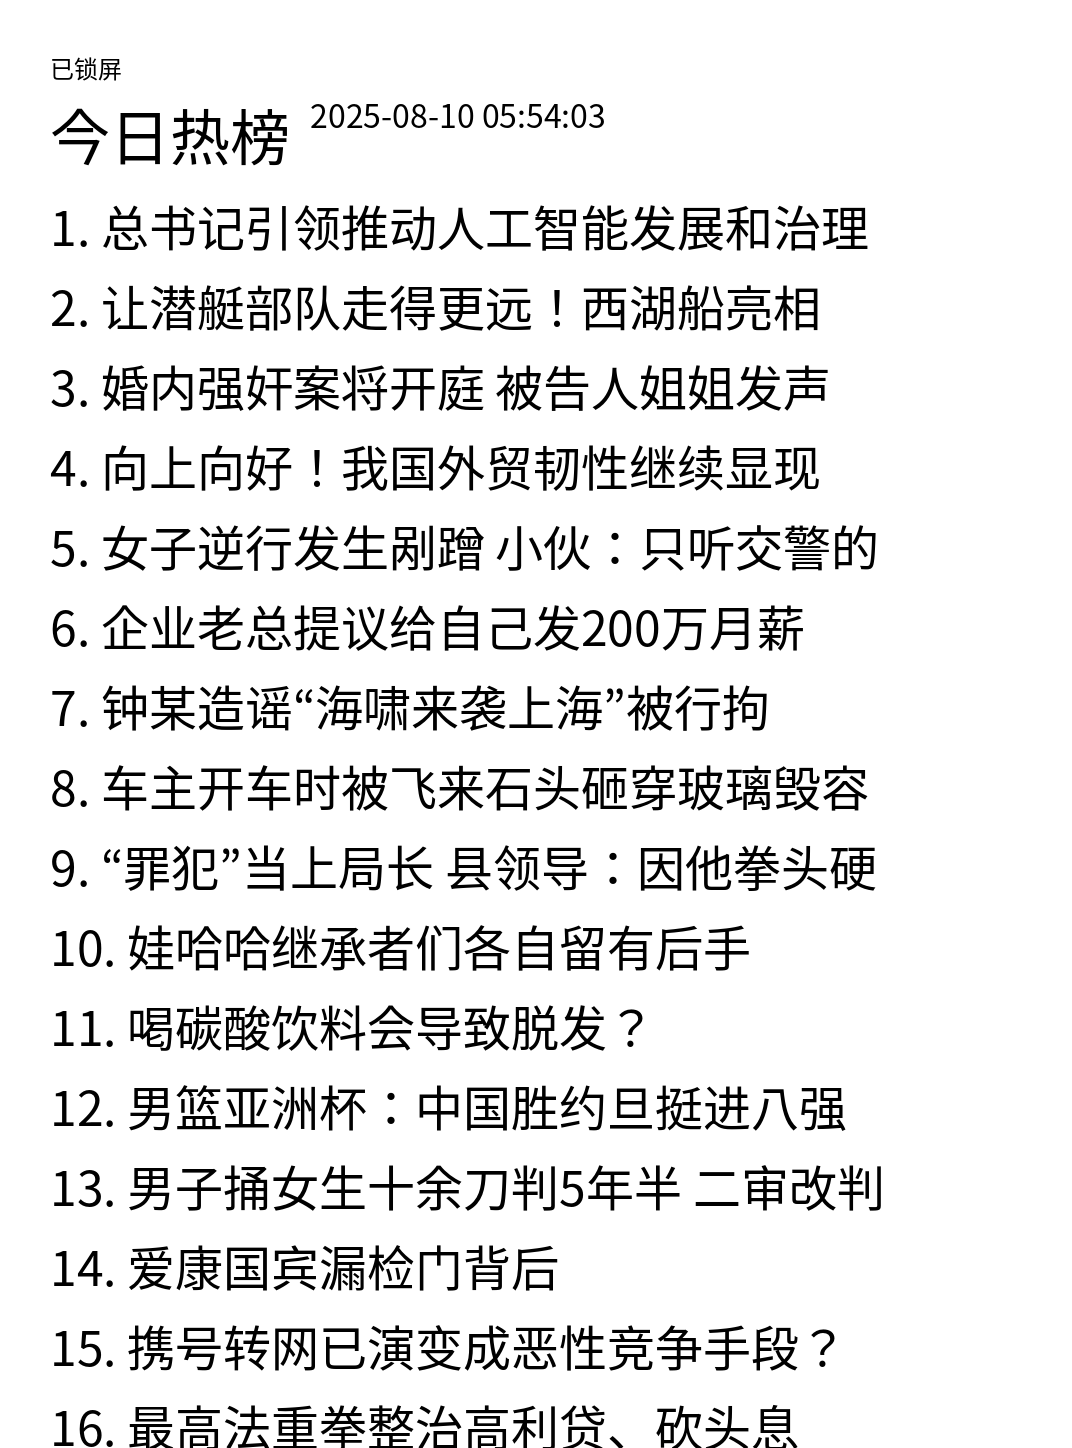 已锁屏
今日热榜 2025-08-10 05:54:03
1. 总书记引领推动人工智能发展和治理
2. 让潜艇部队走得更远！西湖船亮相
3. 婚内强奸案将开庭 被告人姐姐发声
4. 向上向好！我国外贸韧性继续显现
5. 女子逆行发生剐蹭 小伙：只听交警的
6. 企业老总提议给自己发200万月薪
7. 钟某造谣“海啸来袭上海”被行拘
8. 车主开车时被飞来石头砸穿玻璃毁容
9. “罪犯”当上局长 县领导：因他拳头硬
10. 娃哈哈继承者们各自留有后手
11. 喝碳酸饮料会导致脱发？
12. 男篮亚洲杯：中国胜约旦挺进八强
13. 男子捅女生十余刀判5年半 二审改判
14. 爱康国宾漏检门背后
15. 携号转网已演变成恶性竞争手段？
16. 最高法重拳整治高利贷、砍头息